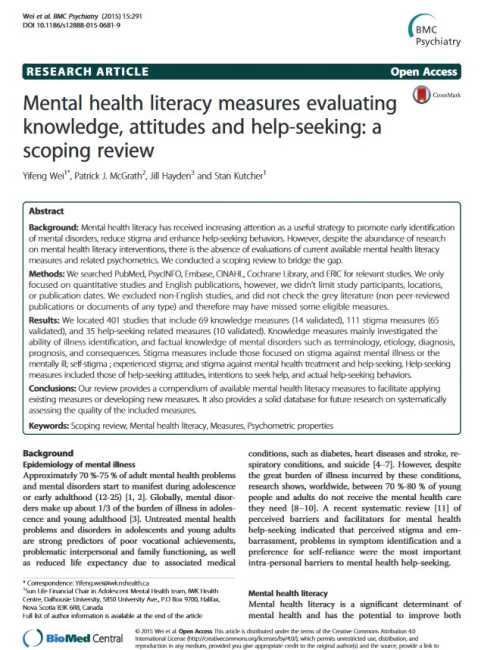 Wei et al. BMC Psychiatry (2015) 15:291
DOI 10.1186/s12888-015-0681-9
BMC
Psychiatry
RESEARCH ARTICLE
Open Access
CrossMark
Mental health literacy measures evaluating
knowledge, attitudes and help-seeking: a
scoping review
Yifeng Wei1*, Patrick J. McGrath2, Jill Hayden3 and Stan Kutcher1
Abstract
Background: Mental health literacy has received increasing attention as a useful strategy to promote early identification
of mental disorders, reduce stigma and enhance help-seeking behaviors. However, despite the abundance of research
on mental health literacy interventions, there is the absence of evaluations of current available mental health literacy
measures and related psychometrics. We conducted a scoping review to bridge the gap.
Methods: We searched PubMed, PsycINFO, Embase, CINAHL, Cochrane Library, and ERIC for relevant studies. We only
focused on quantitative studies and English publications, however, we didn't limit study participants, locations,
or publication dates. We excluded non-English studies, and did not check the grey literature (non peer-reviewed
publications or documents of any type) and therefore may have missed some eligible measures.
Results: We located 401 studies that include 69 knowledge measures (14 validated), 111 stigma measures (65
validated), and 35 help-seeking related measures (10 validated). Knowledge measures mainly investigated the
ability of illness identification, and factual knowledge of mental disorders such as terminology, etiology, diagnosis,
prognosis, and consequences. Stigma measures include those focused on stigma against mental illness or the
mentally ill; self-stigma ; experienced stigma; and stigma against mental health treatment and help-seeking. Help-seeking
measures included those of help-seeking attitudes, intentions to seek help, and actual help-seeking behaviors.
Conclusions: Our review provides a compendium of available mental health literacy measures to facilitate applying
existing measures or developing new measures. It also provides a solid database for future research on systematically
assessing the quality of the included measures.
Keywords: Scoping review, Mental health literacy, Measures, Psychometric properties
Background
Epidemiology of mental illness
Approximately 70 %-75 % of adult mental health problems
and mental disorders start to manifest during adolescence
or early adulthood (12-25) [1, 2]. Globally, mental disor-
ders make up about 1/3 of the burden of illness in adoles-
cence and young adulthood [3]. Untreated mental health
problems and disorders in adolescents and young adults
are strong predictors of poor vocational achievements,
problematic interpersonal and family functioning, as well
as reduced life expectancy due to associated medical
conditions, such as diabetes, heart diseases and stroke, re-
spiratory conditions, and suicide [4–7]. However, despite
the great burden of illness incurred by these conditions,
research shows, worldwide, between 70 %-80 % of young
people and adults do not receive the mental health care
they need [8–10]. A recent systematic review [11] of
perceived barriers and facilitators for mental health
help-seeking indicated that perceived stigma and em-
barrassment, problems in symptom identification and a
preference for self-reliance were the most important
intra-personal barriers to mental health help-seeking.
Mental health literacy
Mental health literacy is a significant determinant of
mental health and has the potential to improve both
* Correspondence: Yifeng.wei@iwk.nshealth.ca
1Sun Life Financial Chair in Adolescent Mental Health team, IWK Health
Centre, Dalhousie University, 5850 University Ave., P.O Box 9700, Halifax,
Nova Scotia B3K 6R8, Canada
Full list of author information is available at the end of the article
BioMed Central
© 2015 Wei et al. Open Access This article is distributed under the terms of the Creative Commons Attribution 4.0
International License (http://creativecommons.org/licenses/by/4.0/), which permits unrestricted use, distribution, and
reproduction in any medium, provided you give appropriate credit to the original author(s) and the source, provide a link to